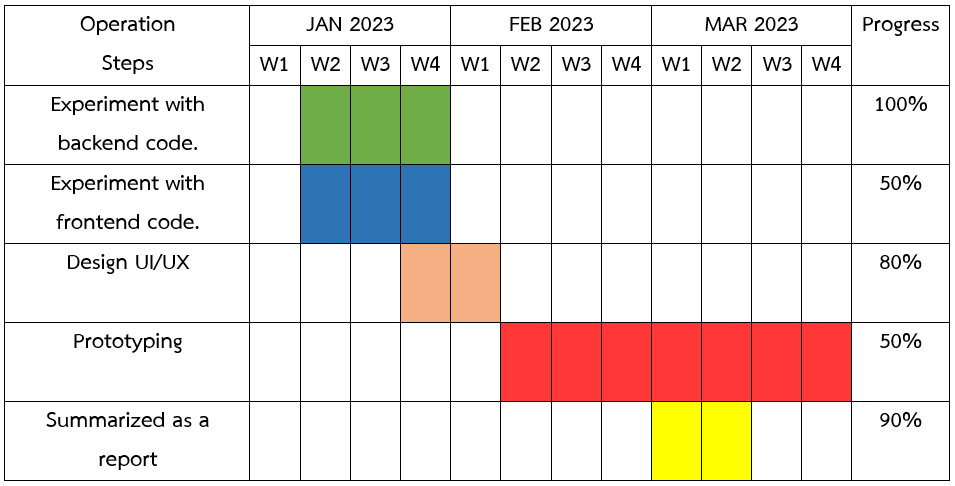 Operation Steps JAN 2023 FEB 2023 MAR 2023 Progress
W1 W2 W3 W4 W1 W2 W3 W4 W1 W2 W3 W4
Experiment with 100%
backend code.
Experiment with 50%
frontend code.
Design UI/UX 80%
Prototyping 50%
Summarized as a 90%
report